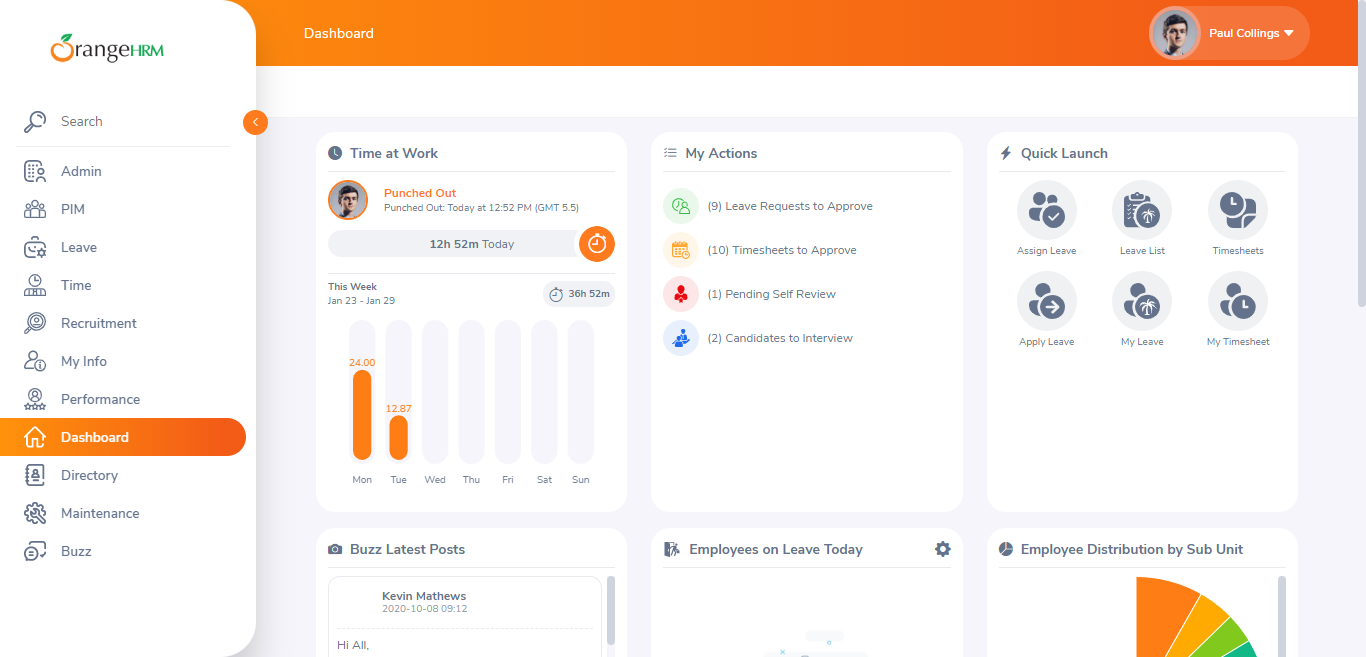 OrangeHRM
Search
Admin
PIM
Leave
Time
Recruitment
My Info
Performance
Dashboard
Directory
Maintenance
Buzz
Dashboard
Paul Collings
Time at Work
Punched Out
Punched Out: Today at 12:52 PM (GMT 5.5)
12h 52m Today
This Week
Jan 23 - Jan 29
36h 52m
24.00
12.87
Mon Tue Wed Thu Fri Sat Sun
My Actions
(9) Leave Requests to Approve
(10) Timesheets to Approve
(1) Pending Self Review
(2) Candidates to Interview
Quick Launch
Assign Leave Leave List Timesheets
Apply Leave My Leave My Timesheet
Buzz Latest Posts
Kevin Mathews
2020-10-08 09:12
Hi All,
Employees on Leave Today
Employee Distribution by Sub Unit